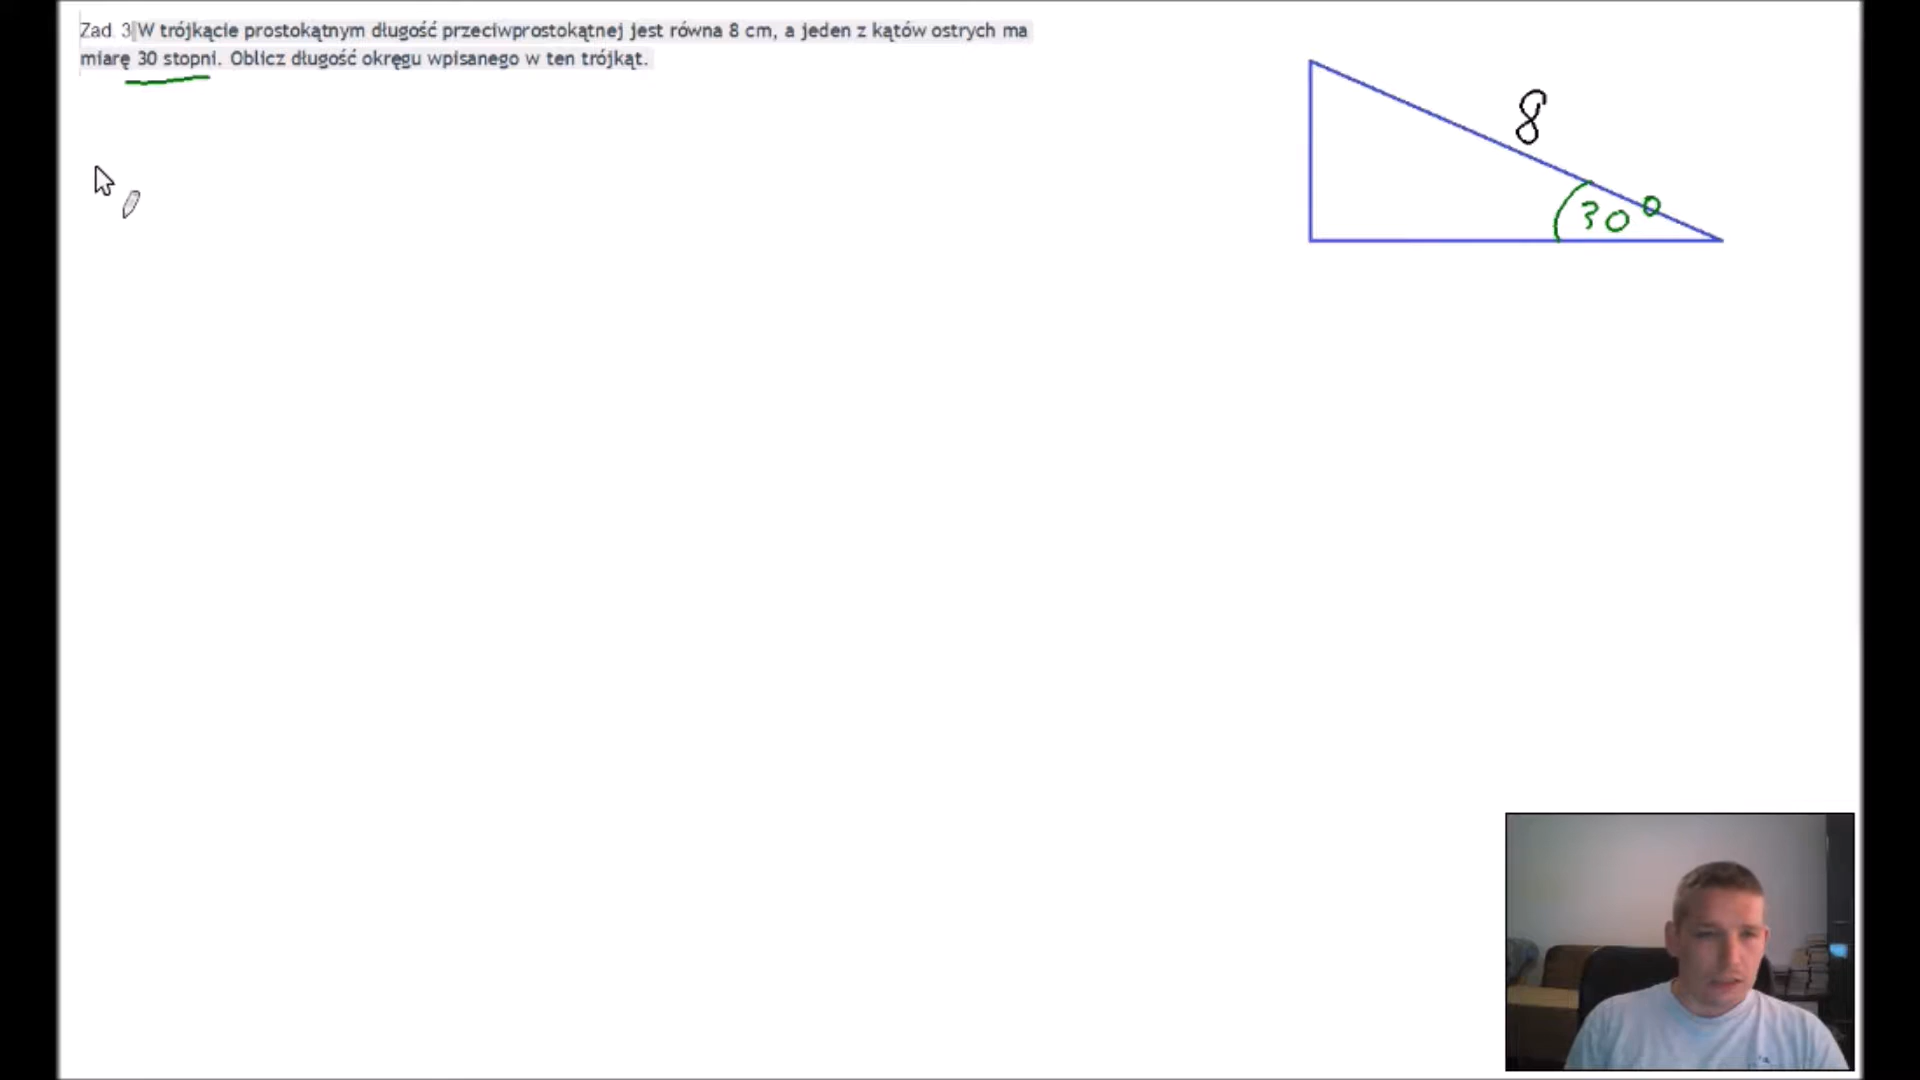 Zad. 3 W trójkącie prostokątnym długość przeciwprostokątnej jest równa 8 cm, a jeden z kątów ostrych ma
miarę 30 stopni. Oblicz długość okręgu wpisanego w ten trójkąt.
8
30°